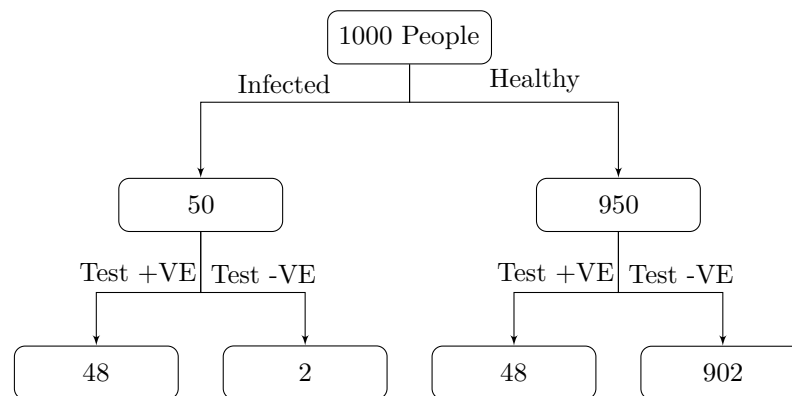 1000 People
Infected
Healthy
50
950
Test +VE
Test -VE
Test +VE
Test -VE
48
2
48
902